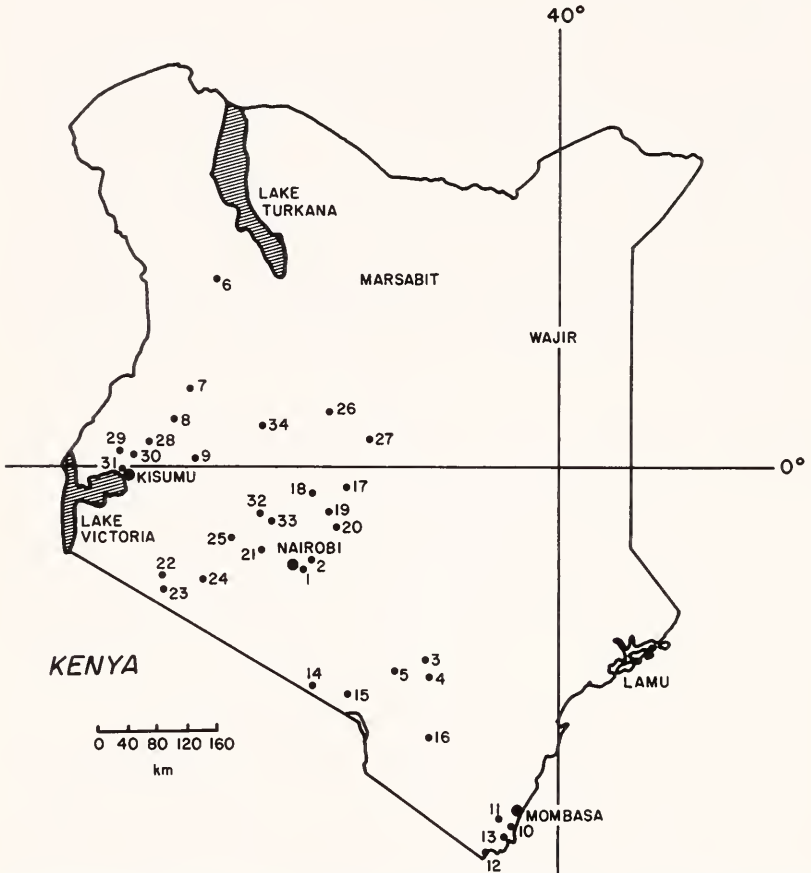 40°
LAKE
TURKANA
6
MARSABIT
WAJIR
7
26
8
34
27
29
28
30
9
31
0°
KISUMU
18
17
LAKE
VICTORIA
32
19
33
20
25
21
NAIROBI
2
1
22
24
23
KENYA
3
5
4
14
15
LAMU
0 40 80 120 160
km
16
11
MOMBASA
10
13
12